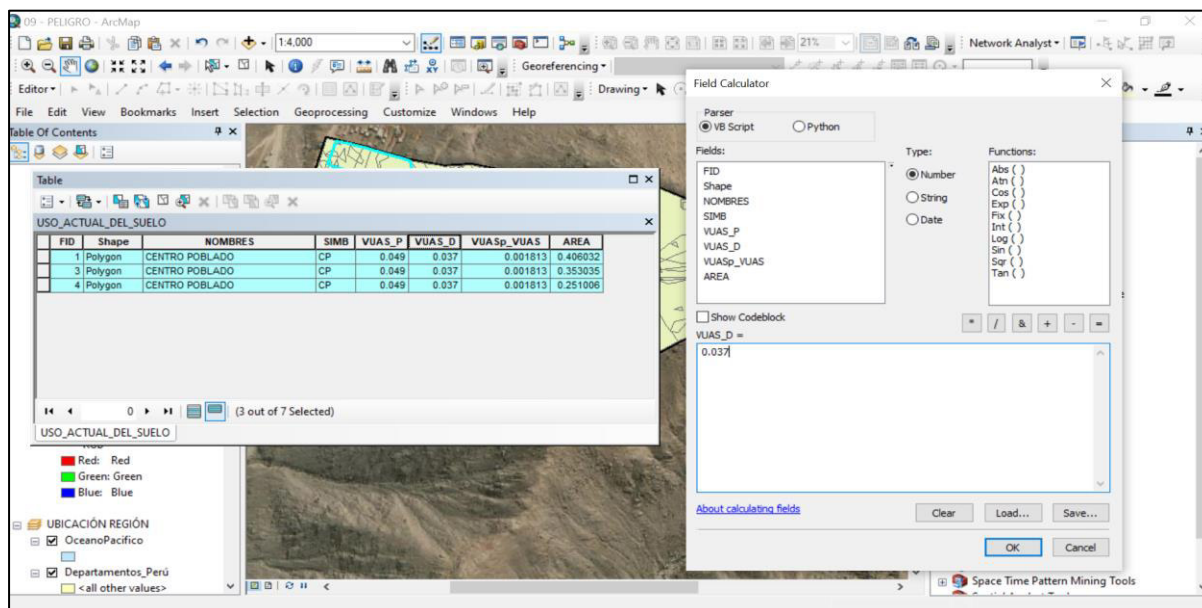 09 - PELIGRO - ArcMap
1:4,000
21%
Network Analyst
Georeferencing
Editor
Drawing
File Edit View Bookmarks Insert Selection Geoprocessing Customize Windows Help
Table Of Contents
Table
USO_ACTUAL_DEL_SUELO
FID Shape NOMBRES SIMB VUAS_P VUAS_D VUASp_VUAS AREA
1 Polygon CENTRO POBLADO CP 0.049 0.037 0.001813 0.406032
3 Polygon CENTRO POBLADO CP 0.049 0.037 0.001813 0.353035
4 Polygon CENTRO POBLADO CP 0.049 0.037 0.001813 0.251006
0
(3 out of 7 Selected)
USO_ACTUAL_DEL_SUELO
Red: Red
Green: Green
Blue: Blue
UBICACIÓN REGIÓN
OceanoPacifico
Departamentos_Perú
<all other values>
Field Calculator
Parser
VB Script Python
Fields:
FID
Shape
NOMBRES
SIMB
VUAS_P
VUAS_D
VUASp_VUAS
AREA
Type:
Number
String
Date
Functions:
Abs ( )
Atn ( )
Cos ( )
Exp ( )
Fix ( )
Int ( )
Log ( )
Sin ( )
Sqr ( )
Tan ( )
Show Codeblock
* / & + - =
VUAS_D =
0.037
About calculating fields
Clear Load... Save...
OK Cancel
Space Time Pattern Mining Tools